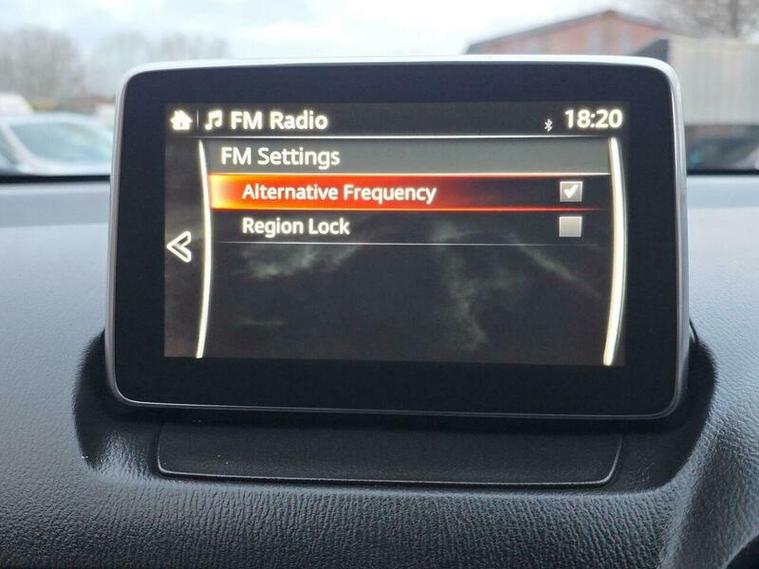 FM Radio 18:20
FM Settings
Alternative Frequency
Region Lock